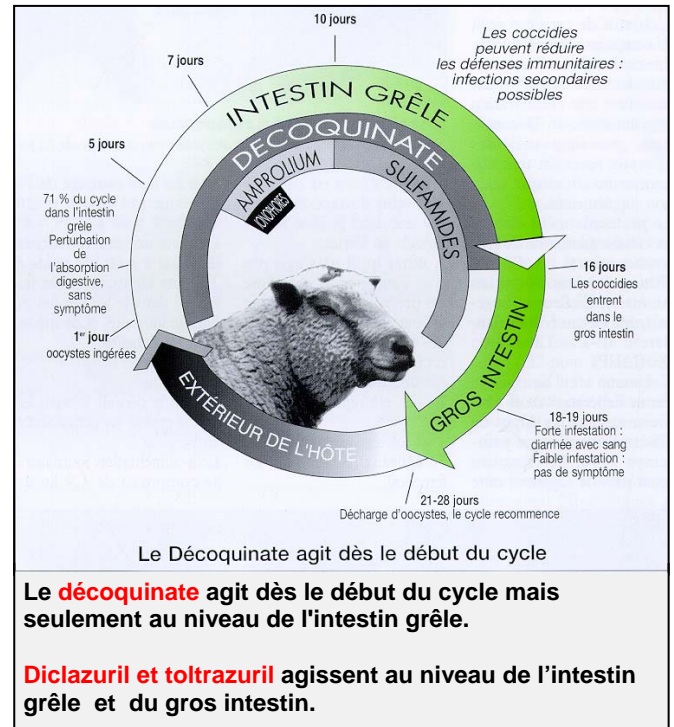 10 jours
Les coccidies
peuvent réduire
les défenses immunitaires :
infections secondaires
possibles
7 jours
INTESTIN GRÊLE
DECOQUINATE
AMPROLIUM
SULFAMIDES
IONOPHORES
5 jours
71 % du cycle
dans l'intestin
grêle
Perturbation
de
l'absorption
digestive,
sans
symptôme
1er jour
oocystes ingérées
16 jours
Les coccidies
entrent
dans le
gros intestin
GROS INTESTIN
EXTÉRIEUR DE L'HÔTE
18-19 jours
Forte infestation :
diarrhée avec sang
Faible infestation :
pas de symptôme
21-28 jours
Décharge d'oocystes, le cycle recommence
Le Décoquinate agit dès le début du cycle
Le décoquinate agit dès le début du cycle mais
seulement au niveau de l'intestin grêle.
Diclazuril et toltrazuril agissent au niveau de l’intestin
grêle et du gros intestin.